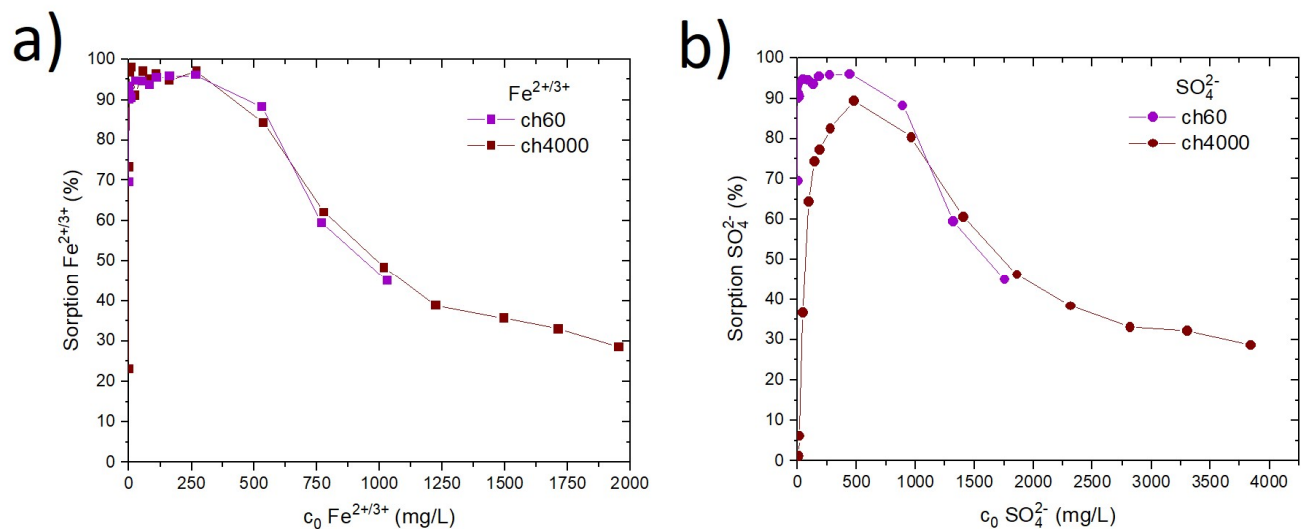 a)
Sorption Fe2+/3+ (%)
100
90
80
70
60
50
40
30
20
10
0
Fe2+/3+
ch60
ch4000
0 250 500 750 1000 1250 1500 1750 2000
c0 Fe2+/3+ (mg/L)
b)
Sorption SO42- (%)
100
90
80
70
60
50
40
30
20
10
0
SO42-
ch60
ch4000
0 500 1000 1500 2000 2500 3000 3500 4000
c0 SO42- (mg/L)